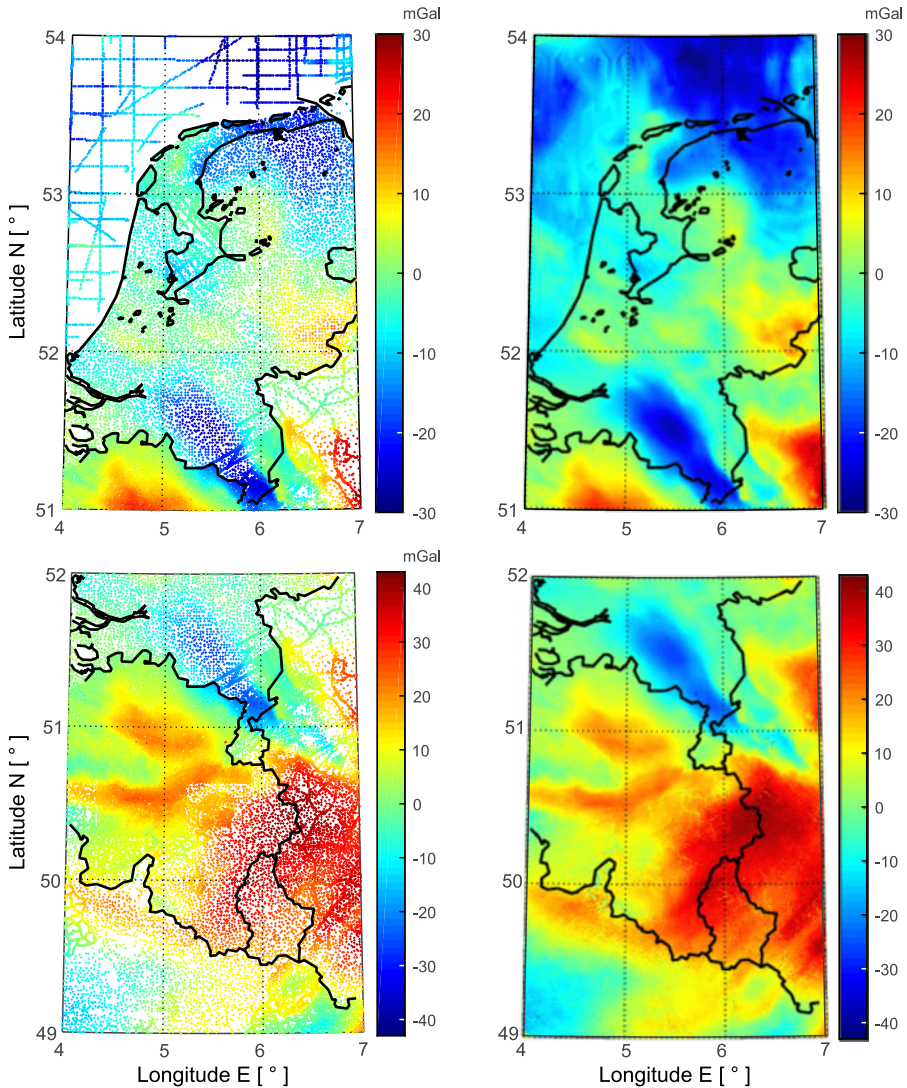 mGal mGal
54 30 54 30
20 20
53 53
10 10
Latitude N [ ° ] 0 0
52 -10 52 -10
-20 -20
51 -30 51 -30
4 5 6 7 4 5 6 7
mGal
52 52
40 40
30 30
51 20 51 20
10 10
Latitude N [ ° ] 0 0
50 -10 50 -10
-20 -20
-30 -30
49 -40 49 -40
4 5 6 7 4 5 6 7
Longitude E [ ° ] Longitude E [ ° ]